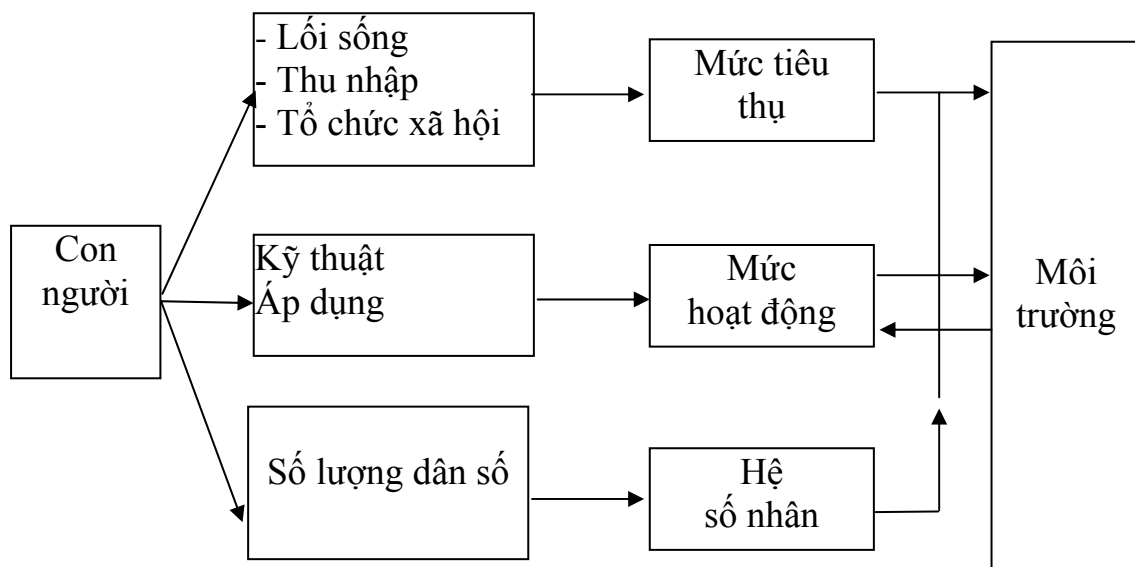 - Lối sống
- Thu nhập
- Tổ chức xã hội
Mức tiêu
thụ
Con
người
Kỹ thuật
Áp dụng
Mức
hoạt động
Môi
trường
Số lượng dân số
Hệ
số nhân